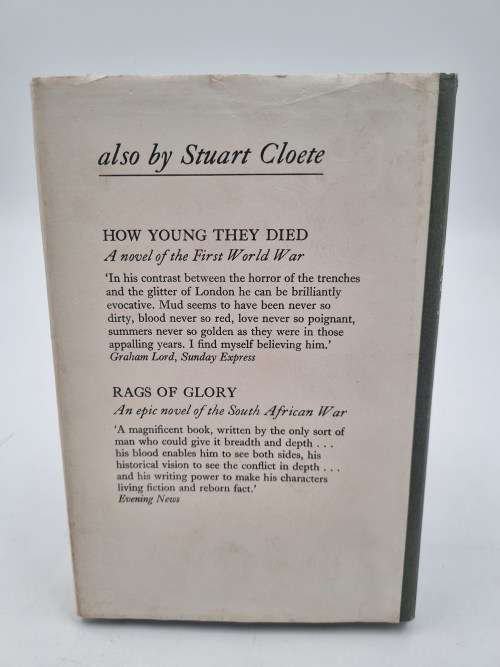 also by Stuart Cloete
HOW YOUNG THEY DIED
A novel of the First World War
'In his contrast between the horror of the trenches
and the glitter of London he can be brilliantly
evocative. Mud seems to have been never so
dirty, blood never so red, love never so poignant,
summers never so golden as they were in those
appalling years. I find myself believing him.'
Graham Lord, Sunday Express
RAGS OF GLORY
An epic novel of the South African War
'A magnificent book, written by the only sort of
man who could give it breadth and depth . . .
his blood enables him to see both sides, his
historical vision to see the conflict in depth . . .
and his writing power to make his characters
living fiction and reborn fact.'
Evening News